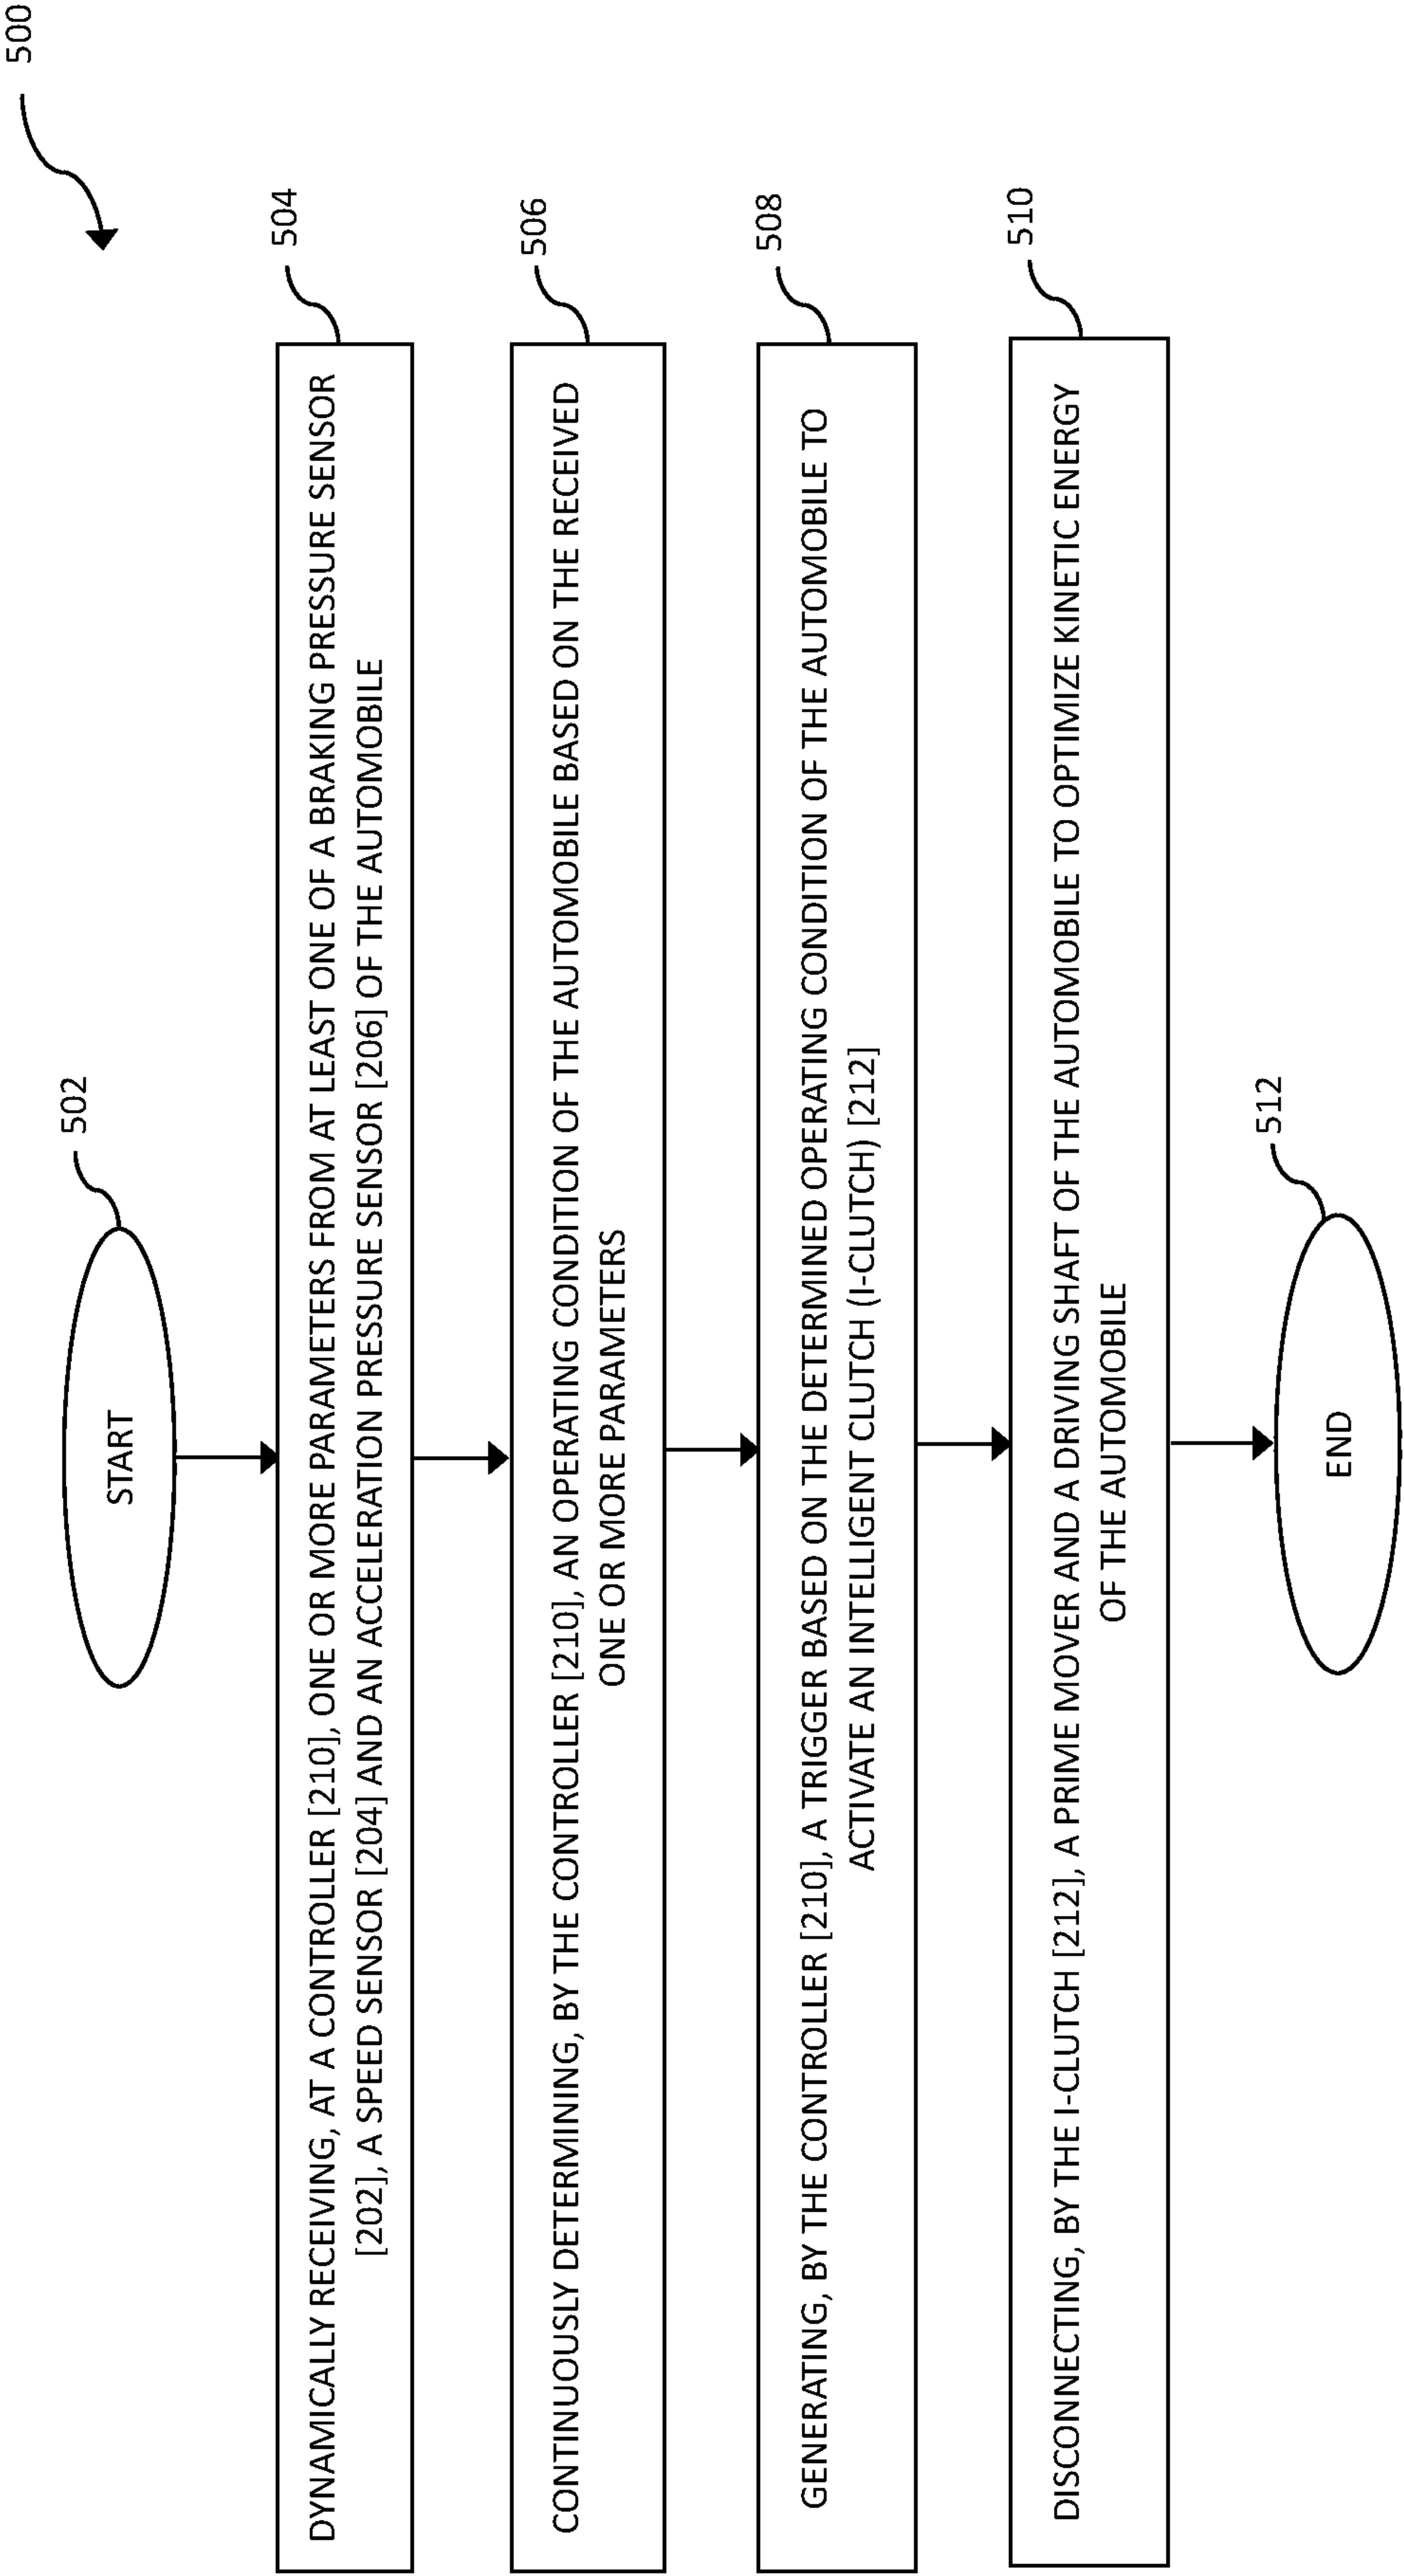 500
502
START
504
DYNAMICALLY RECEIVING, AT A CONTROLLER [210], ONE OR MORE PARAMETERS FROM AT LEAST ONE OF A BRAKING PRESSURE SENSOR
[202], A SPEED SENSOR [204] AND AN ACCELERATION PRESSURE SENSOR [206] OF THE AUTOMOBILE
506
CONTINUOUSLY DETERMINING, BY THE CONTROLLER [210], AN OPERATING CONDITION OF THE AUTOMOBILE BASED ON THE RECEIVED
ONE OR MORE PARAMETERS
508
GENERATING, BY THE CONTROLLER [210], A TRIGGER BASED ON THE DETERMINED OPERATING CONDITION OF THE AUTOMOBILE TO
ACTIVATE AN INTELLIGENT CLUTCH (I-CLUTCH) [212]
510
DISCONNECTING, BY THE I-CLUTCH [212], A PRIME MOVER AND A DRIVING SHAFT OF THE AUTOMOBILE TO OPTIMIZE KINETIC ENERGY
OF THE AUTOMOBILE
512
END